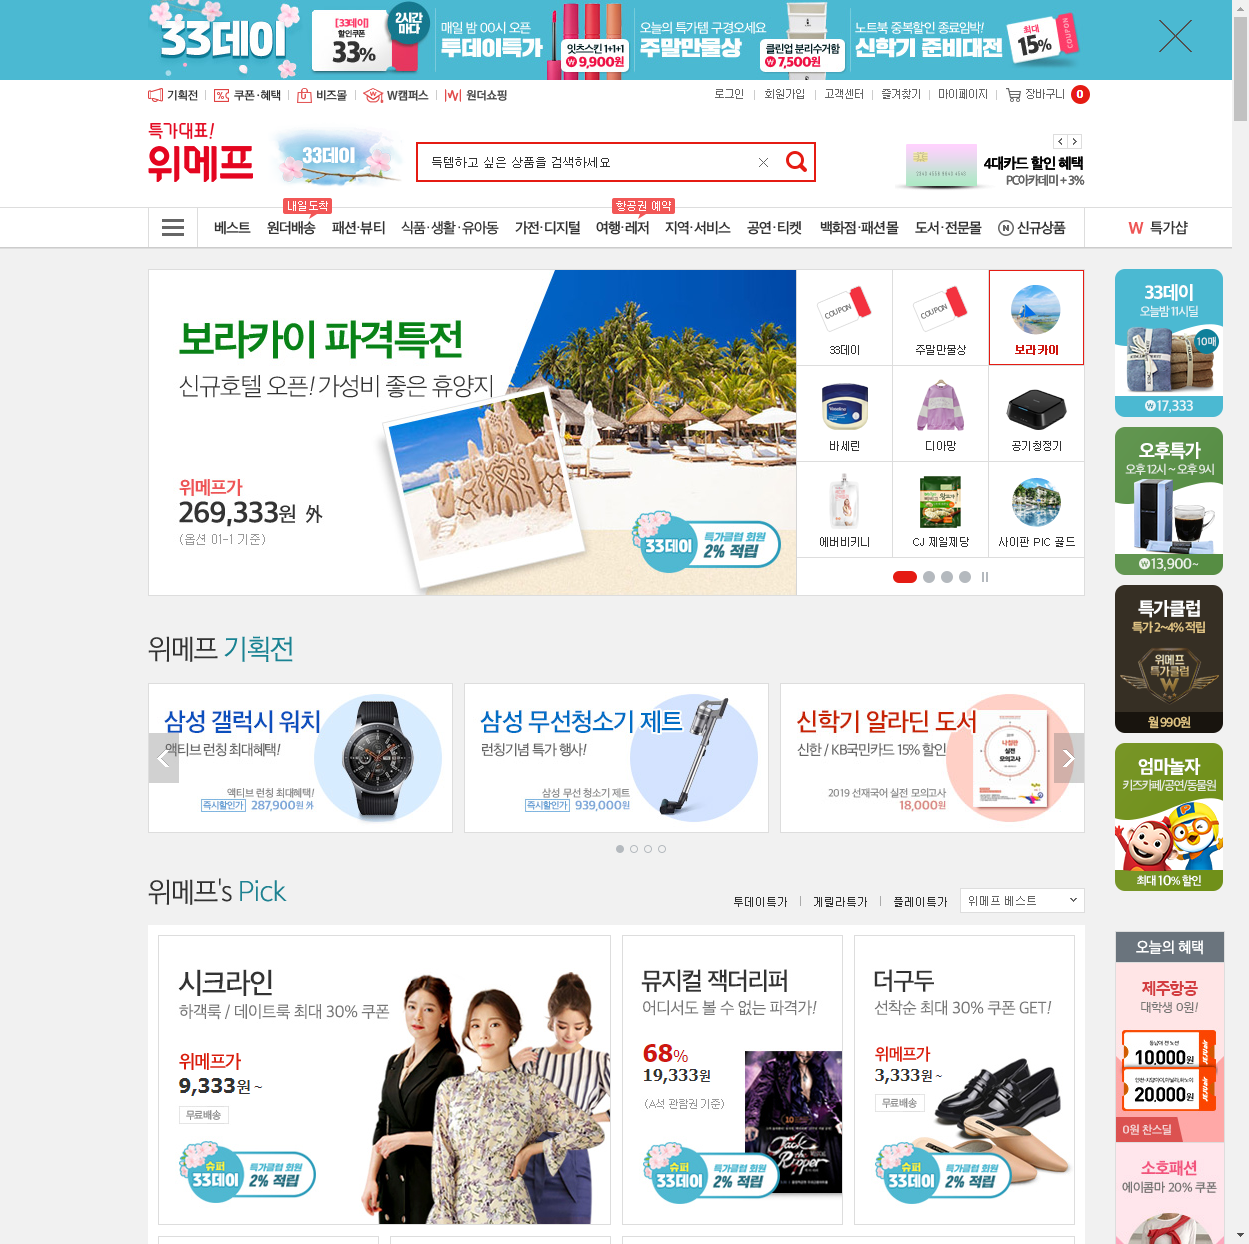 33데이
[33데이]
할인쿠폰
33%
2시간
마다
매일 밤 00시 오픈
투데이특가
잇츠스킨 1+1+1
₩9,900원
오늘의 특가템 구경오세요
주말만물상
클린업 분리수거함
₩7,500원
노트북 중복할인 종료임박!
신학기 준비대전
최대
15%
COUPON
기획전
쿠폰·혜택
비즈몰
W캠퍼스
원더쇼핑
로그인
회원가입
고객센터
즐겨찾기
마이페이지
장바구니 0
특가대표!
위메프
33데이
득템하고 싶은 상품을 검색하세요
4대카드 할인 혜택
PC아카데미 + 3%
내일도착
항공권 예약
베스트
원더배송
패션·뷰티
식품·생활·유아동
가전·디지털
여행·레저
지역·서비스
공연·티켓
백화점·패션몰
도서·전문몰
N 신규상품
W 특가샵
보라카이 파격특전
신규호텔 오픈! 가성비 좋은 휴양지
위메프가
269,333원 外
(옵션 01-1 기준)
33데이
특가클럽 회원
2% 적립
COUPON
33데이
COUPON
주말만물상
보라카이
Vaseline
바세린
디아망
공기청정기
에버비키니
CJ 제일제당
사이판 PIC 골드
33데이
오늘밤 11시딜
10매
₩17,333
오후특가
오후 12시 ~ 오후 9시
₩13,900~
특가클럽
특가 2~4% 적립
위메프
특가클럽
W
월 990원
엄마놀자
키즈카페/공연/동물원
최대 10% 할인
위메프 기획전
삼성 갤럭시 워치
액티브 런칭 최대혜택!
액티브 런칭 최대혜택!
즉시할인가 287,900원 外
삼성 무선청소기 제트
런칭기념 특가 행사!
삼성 무선 청소기 제트
즉시할인가 939,000원
신학기 알라딘 도서
신한 / KB국민카드 15% 할인
2019 선재국어 실전 모의고사
18,000원
나침판
실전
모의고사
위메프's Pick
투데이특가
게릴라특가
플레이특가
위메프 베스트
시크라인
하객룩 / 데이트룩 최대 30% 쿠폰
위메프가
9,333원 ~
무료배송
슈퍼
33데이
특가클럽 회원
2% 적립
뮤지컬 잭더리퍼
어디서도 볼 수 없는 파격가!
68%
19,333원
(A석 관람권 기준)
10
Jack
the Ripper
슈퍼
33데이
특가클럽 회원
2% 적립
더구두
선착순 최대 30% 쿠폰 GET!
위메프가
3,333원 ~
무료배송
슈퍼
33데이
특가클럽 회원
2% 적립
오늘의 혜택
제주항공
대학생 0원!
10,000원
20,000원
0원 찬스딜
소호패션
에이콤마 20% 쿠폰